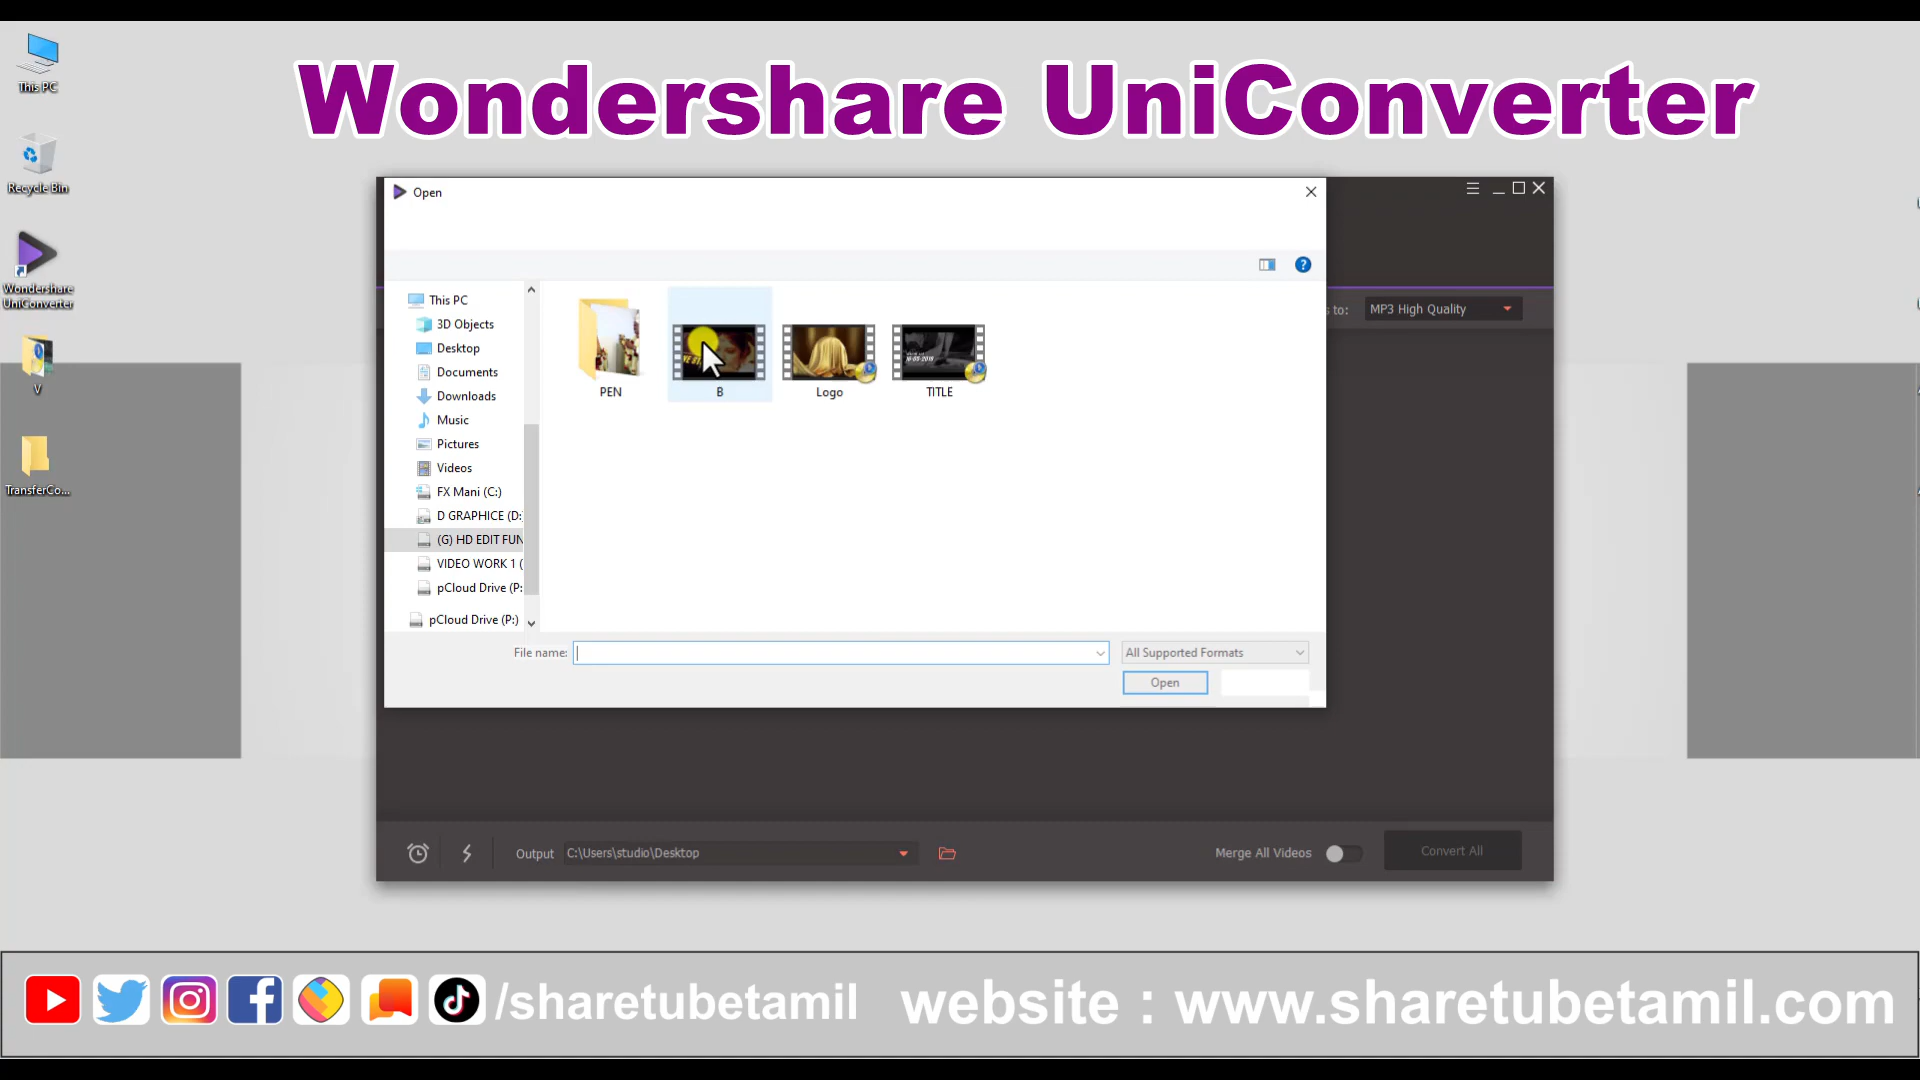 Wondershare UniConverter
This PC
Recycle Bin
Wondershare
UniConverter
V
TransferCo...
Open
to:
MP3 High Quality
This PC
3D Objects
Desktop
Documents
Downloads
Music
Pictures
Videos
FX Mani (C:)
D GRAPHICE (D:
(G) HD EDIT FUN
VIDEO WORK 1 (
pCloud Drive (P:
pCloud Drive (P:)
PEN
B
Logo
TITLE
File name:
All Supported Formats
Open
Output
C:\Users\studio\Desktop
Merge All Videos
Convert All
/sharetubetamil
website : www.sharetubetamil.com